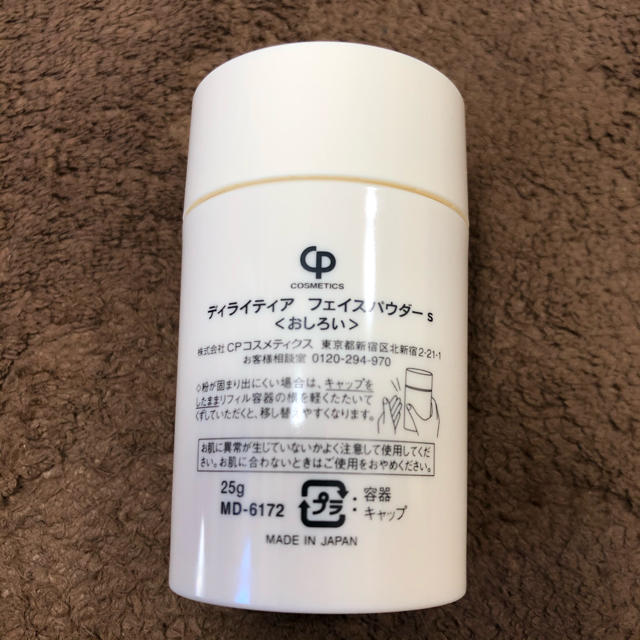 CP
COSMETICS
ディライティア フェイスパウダー S
<おしろい>
株式会社CPコスメティクス 東京都新宿区北新宿2-21-1
お客様相談室 0120-294-970
◇粉が固まり出にくい場合は、キャップを
したままリフィル容器の横を軽くたたいて
くずしていただくと、移し替えやすくなります。
お肌に異常が生じていないかよく注意して使用してくだ
さい。お肌に合わないときはご使用をおやめください。
25g
MD-6172
プラ
:容器
キャップ
MADE IN JAPAN